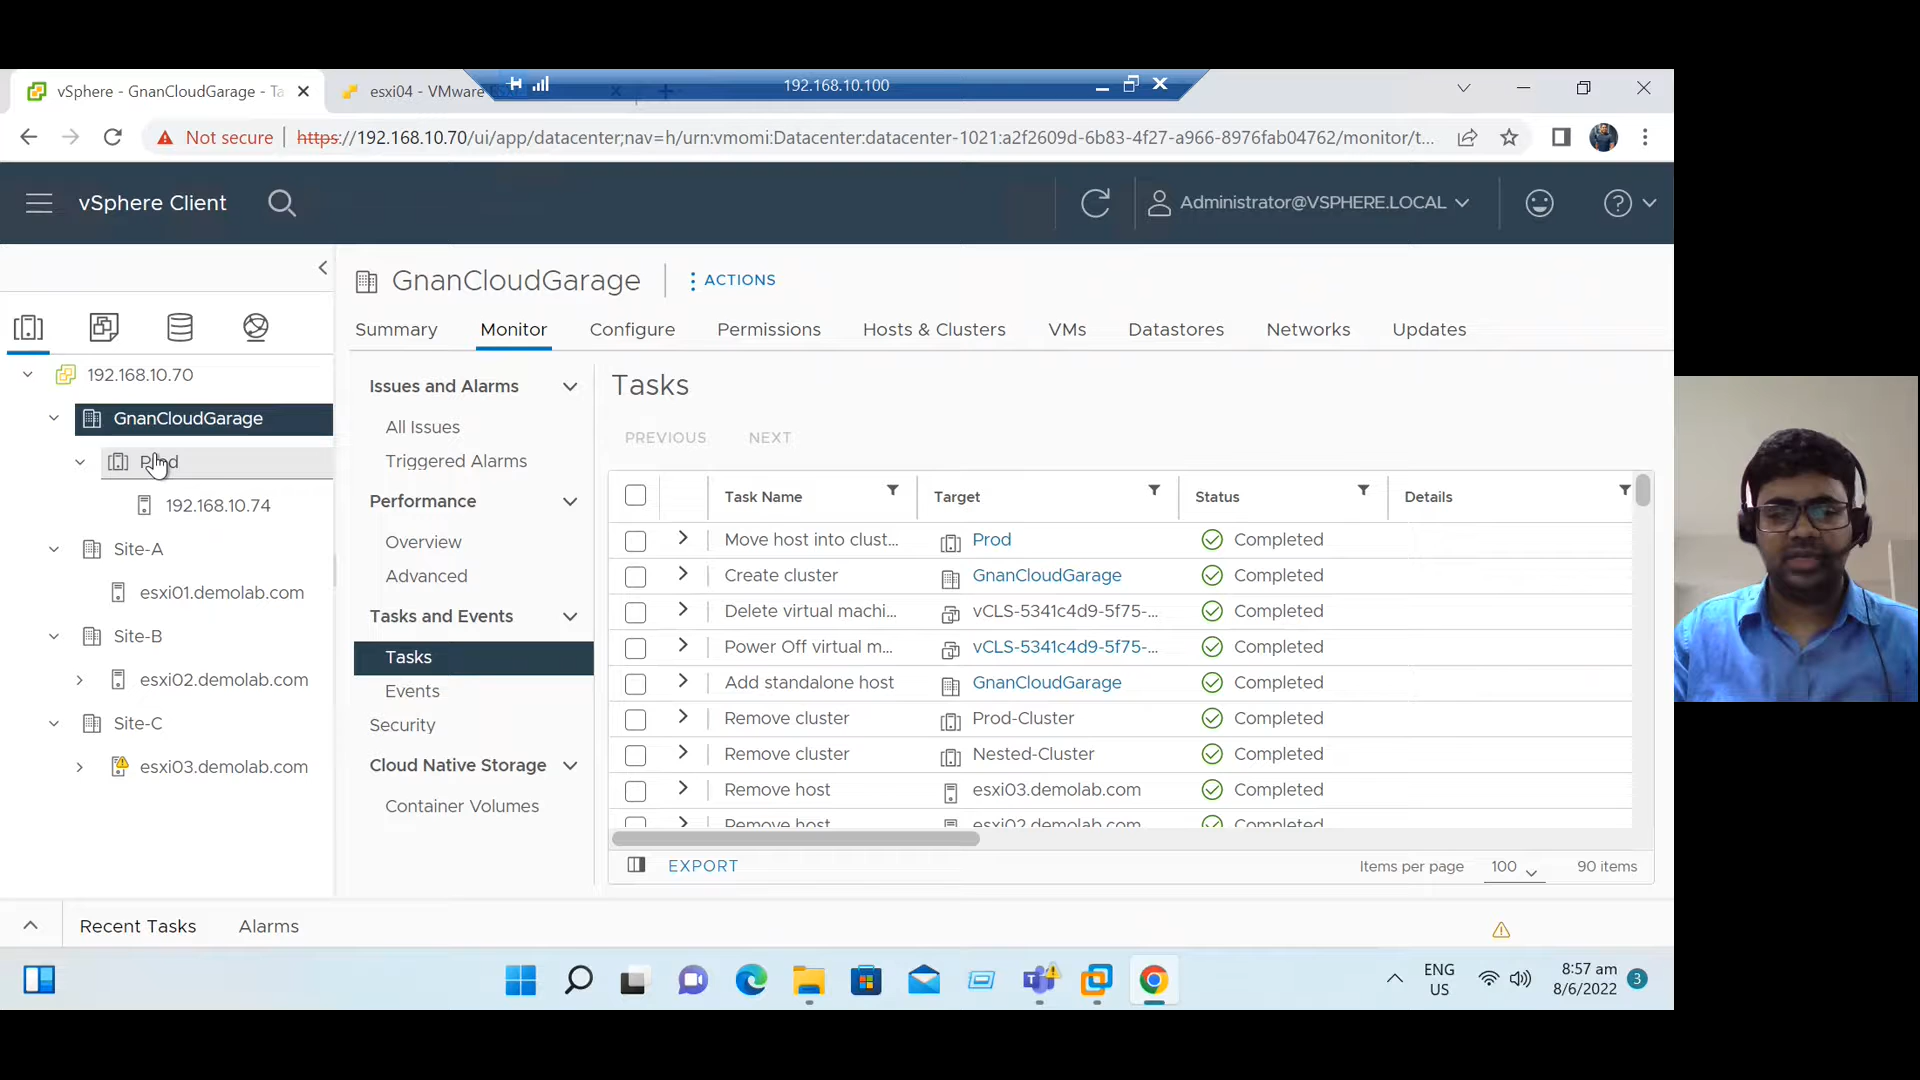 192.168.10.100
vSphere - GnanCloudGarage - Ta
esxi04 - VMware
Not secure
https://192.168.10.70/ui/app/datacenter;nav=h/urn:vmomi:Datacenter:datacenter-1021:a2f2609d-6b83-4f27-a966-8976fab04762/monitor/t...
vSphere Client
Administrator@VSPHERE.LOCAL
GnanCloudGarage
ACTIONS
Summary Monitor Configure Permissions Hosts & Clusters VMs Datastores Networks Updates
192.168.10.70
GnanCloudGarage
192.168.10.74
Site-A
esxi01.demolab.com
Site-B
esxi02.demolab.com
Site-C
esxi03.demolab.com
Issues and Alarms
All Issues
Triggered Alarms
Performance
Overview
Advanced
Tasks and Events
Tasks
Events
Security
Cloud Native Storage
Container Volumes
Tasks
PREVIOUS NEXT
Task Name Target Status Details
Move host into clust... Prod Completed
Create cluster GnanCloudGarage Completed
Delete virtual machi... vCLS-5341c4d9-5f75-... Completed
Power Off virtual m... vCLS-5341c4d9-5f75-... Completed
Add standalone host GnanCloudGarage Completed
Remove cluster Prod-Cluster Completed
Remove cluster Nested-Cluster Completed
Remove host esxi03.demolab.com Completed
Remove host esxi02.demolab.com Completed
EXPORT
Items per page 100 90 items
Recent Tasks Alarms
ENG
US
8:57 am
8/6/2022
3